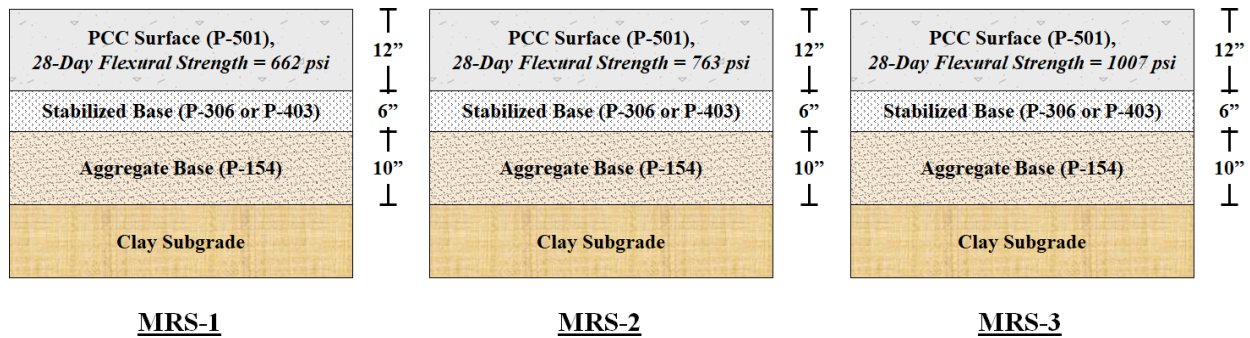 PCC Surface (P-501),
28-Day Flexural Strength = 662 psi
12”
Stabilized Base (P-306 or P-403)
6”
Aggregate Base (P-154)
10”
Clay Subgrade
MRS-1
PCC Surface (P-501),
28-Day Flexural Strength = 763 psi
12”
Stabilized Base (P-306 or P-403)
6”
Aggregate Base (P-154)
10”
Clay Subgrade
MRS-2
PCC Surface (P-501),
28-Day Flexural Strength = 1007 psi
12”
Stabilized Base (P-306 or P-403)
6”
Aggregate Base (P-154)
10”
Clay Subgrade
MRS-3